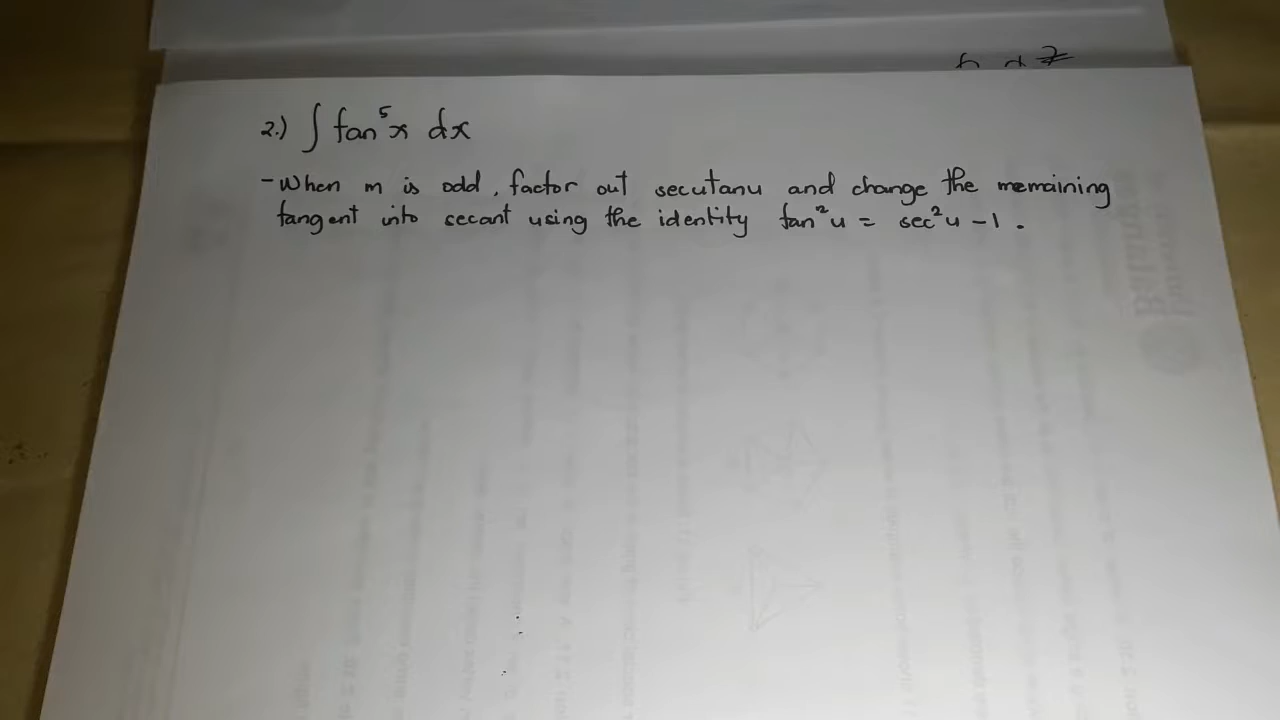 2.) ∫ tan⁵x dx
- When m is odd, factor out secutanu and change the memaining
tangent into secant using the identity tan²u = sec²u - 1.